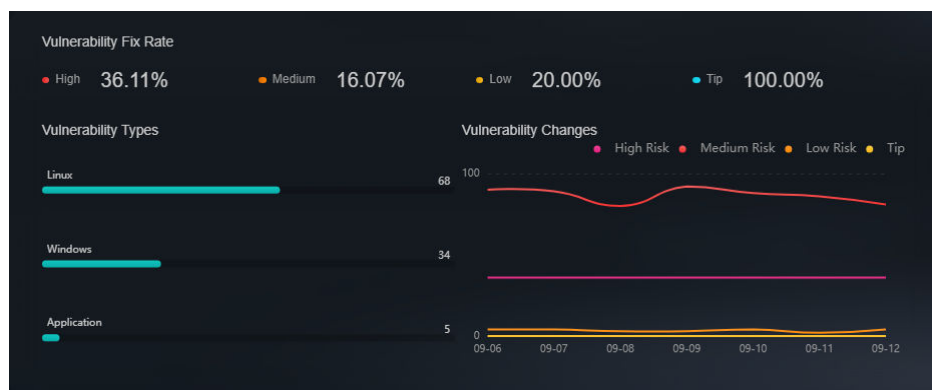 Vulnerability Fix Rate
High 36.11% Medium 16.07% Low 20.00% Tip 100.00%
Vulnerability Types
Linux 68
Windows 34
Application 5
Vulnerability Changes
High Risk Medium Risk Low Risk Tip
100
0
09-06 09-07 09-08 09-09 09-10 09-11 09-12